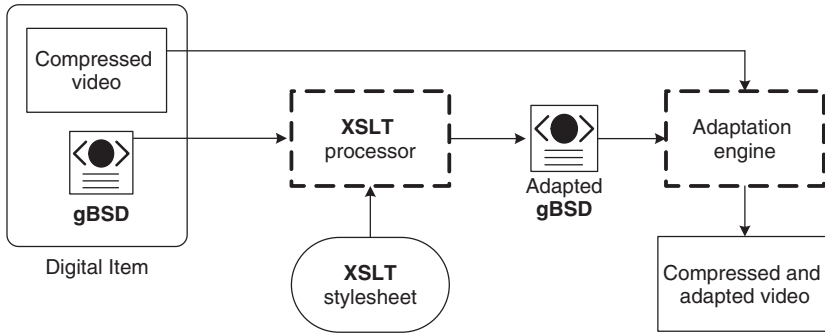 Compressed
video
gBSD
Digital Item
XSLT
processor
XSLT
stylesheet
Adapted
gBSD
Adaptation
engine
Compressed and
adapted video